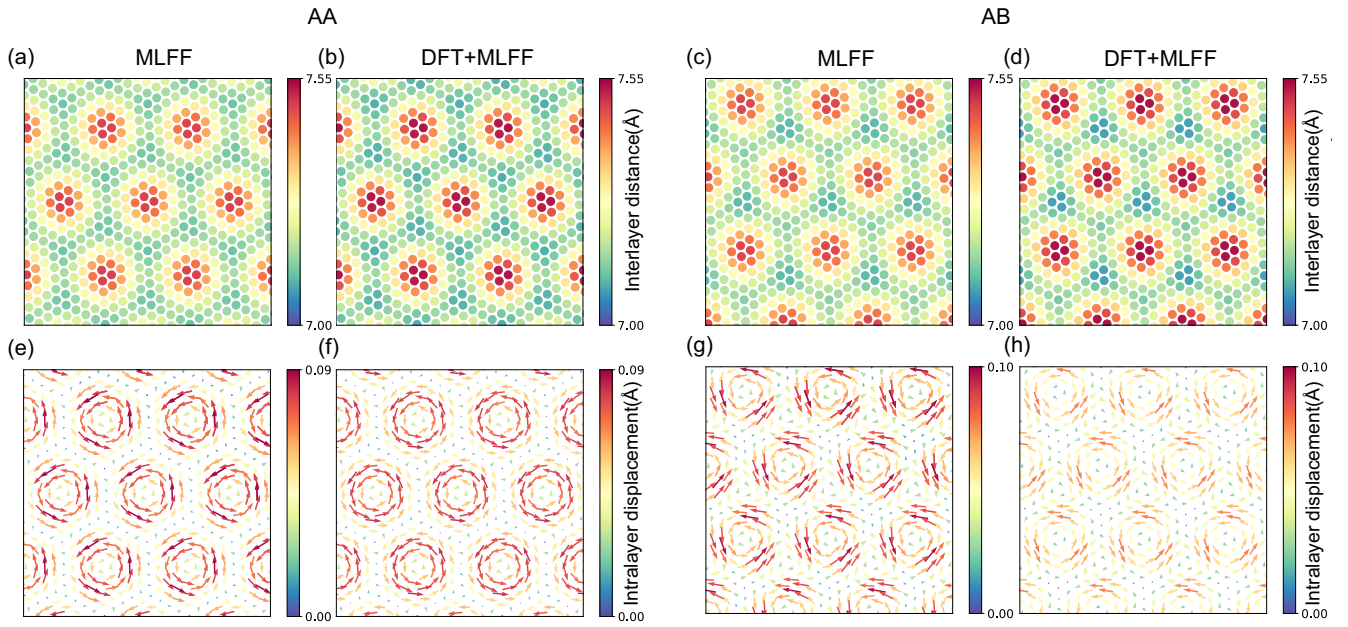 AA
AB
(a) MLFF
(b) DFT+MLFF
(c) MLFF
(d) DFT+MLFF
7.55
7.00
7.55
Interlayer distance(Å)
7.00
7.55
7.00
7.55
Interlayer distance(Å)
7.00
(e)
(f)
(g)
(h)
0.09
0.00
0.09
Intralayer displacement(Å)
0.00
0.10
0.00
0.10
Intralayer displacement(Å)
0.00